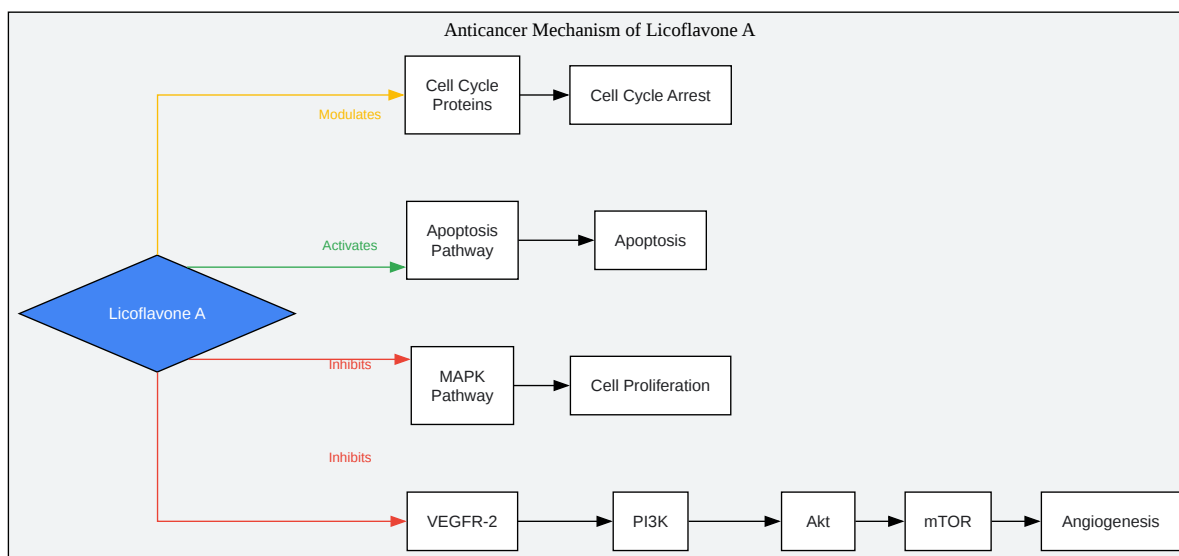 Anticancer Mechanism of Licoflavone A
Cell Cycle
Proteins
Cell Cycle Arrest
Modulates
Apoptosis
Pathway
Apoptosis
Activates
Licoflavone A
Inhibits
MAPK
Pathway
Cell Proliferation
Inhibits
VEGFR-2
PI3K
Akt
mTOR
Angiogenesis